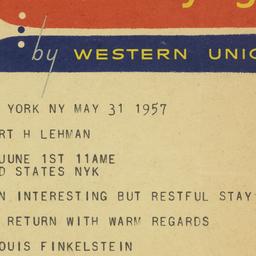 by WESTERN UNIO
YORK NY MAY 31 1957
RT H LEHMAN
JUNE 1ST 11AME
D STATES NYK
N INTERESTING BUT RESTFUL STAY
RETURN WITH WARM REGARDS
OUIS FINKELSTEIN